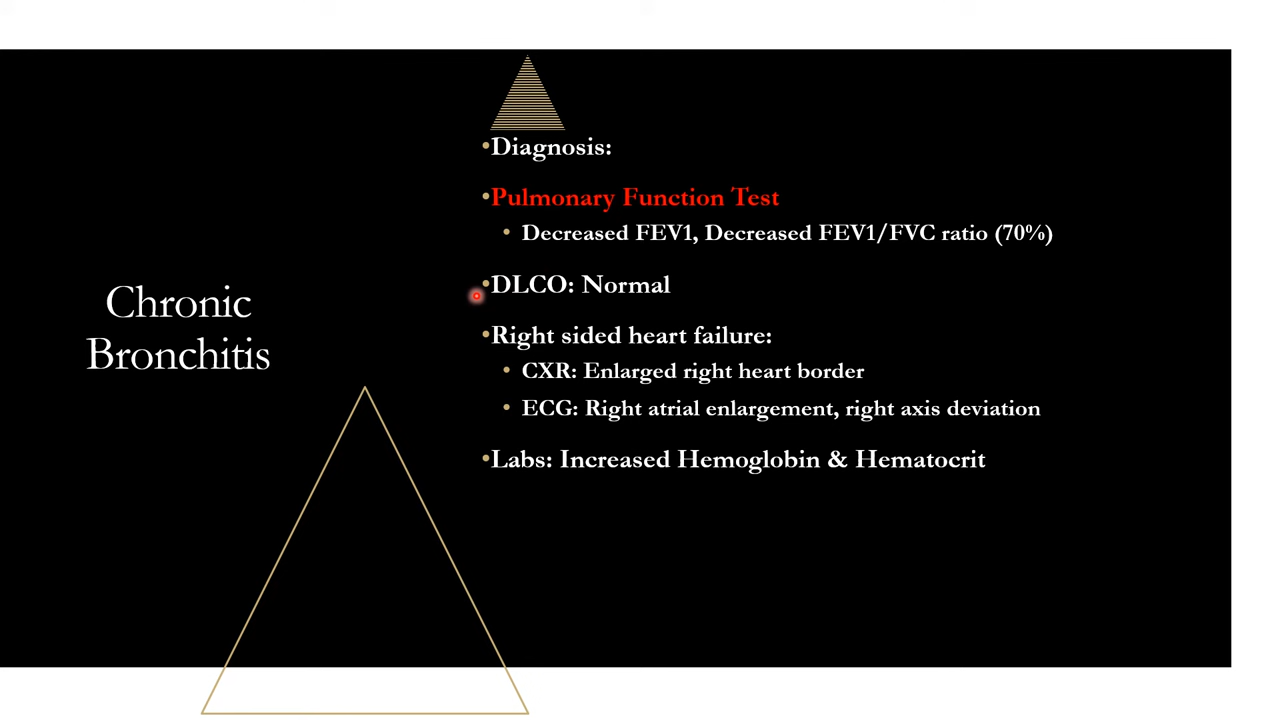 Chronic
Bronchitis
•Diagnosis:
•Pulmonary Function Test
• Decreased FEV1, Decreased FEV1/FVC ratio (70%)
•DLCO: Normal
•Right sided heart failure:
• CXR: Enlarged right heart border
• ECG: Right atrial enlargement, right axis deviation
•Labs: Increased Hemoglobin & Hematocrit